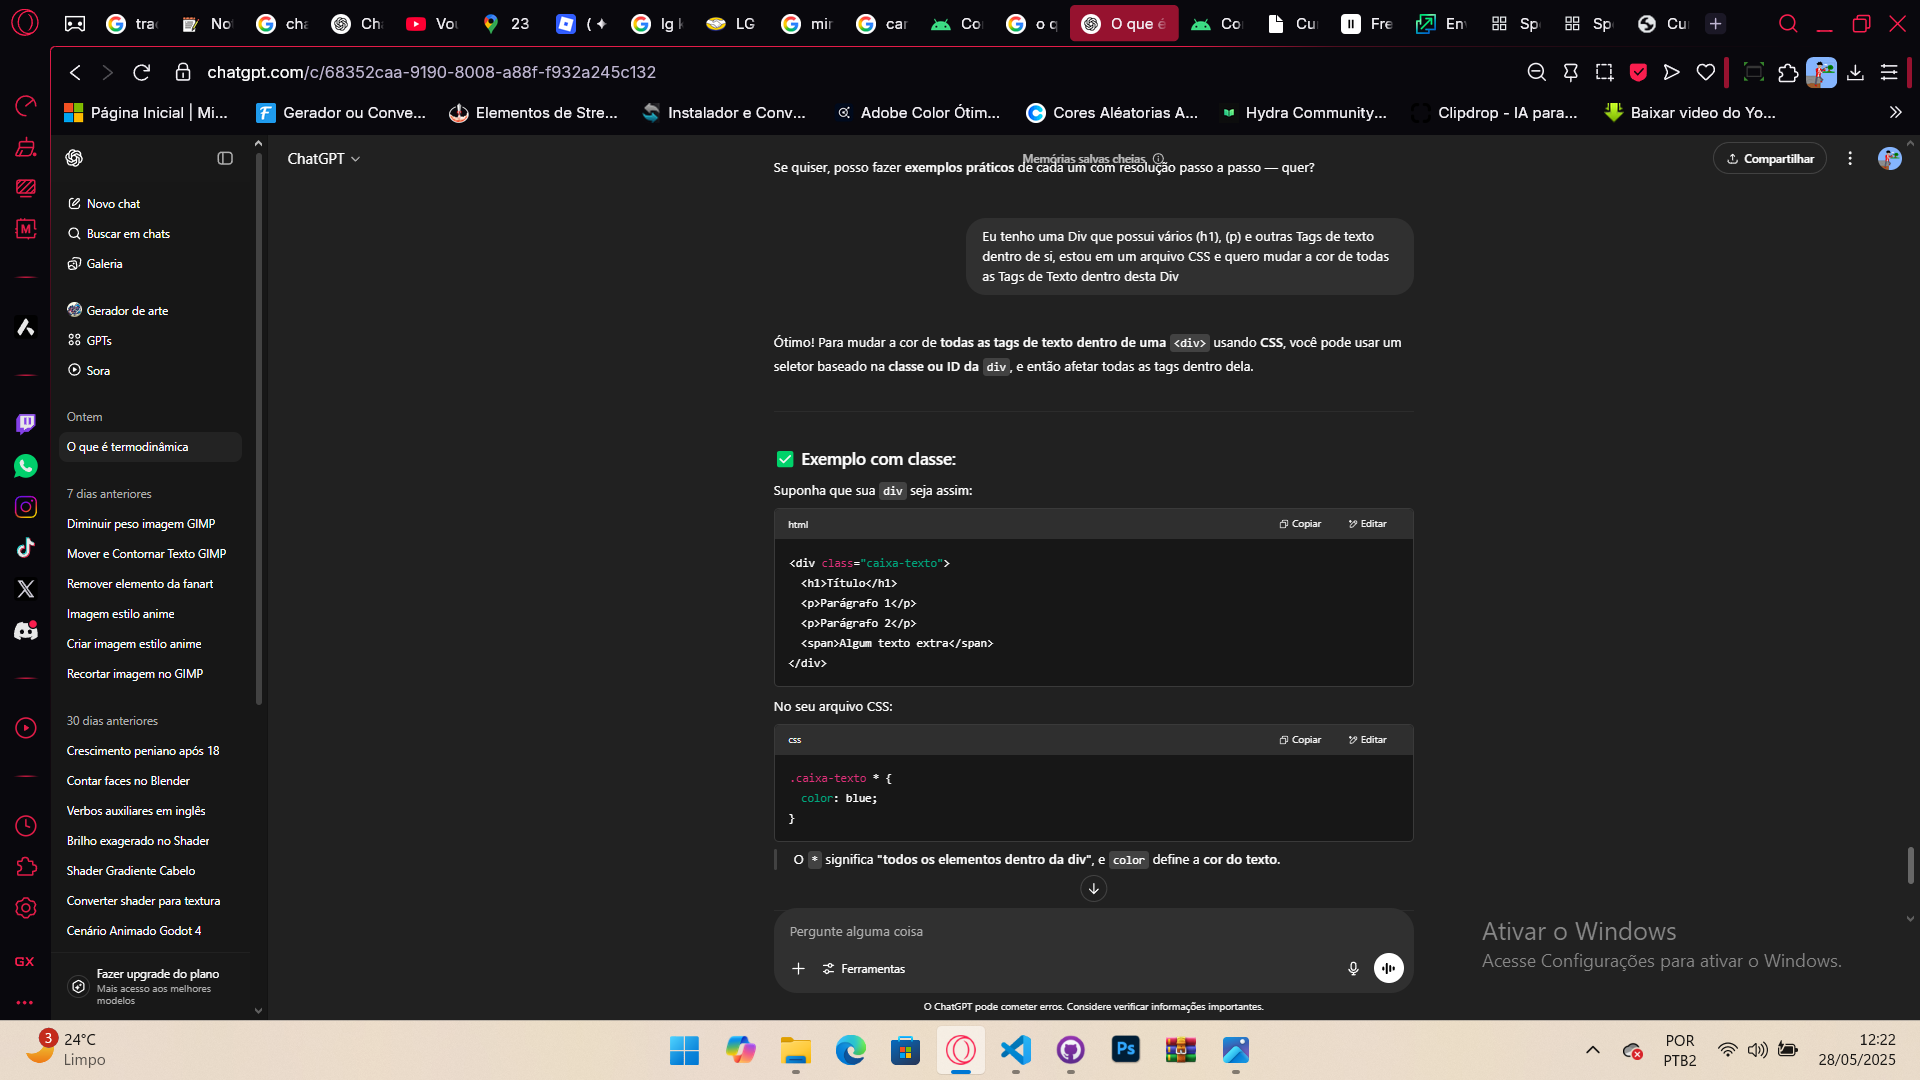 trac
Not
cha
Cha
You
23
( ✦
lg k
LG
mir
car
Co
o q
O que é
Co
Cu
Fre
En
Sp
Sp
Cu
chatgpt.com/c/68352caa-9190-8008-a88f-f932a245c132
Página Inicial | Mi...
Gerador ou Conve...
Elementos de Stre...
Instalador e Conv...
Adobe Color Ótim...
Cores Aléatorias A...
Hydra Community...
Clipdrop - IA para...
Baixar video do Yo...
ChatGPT
Memórias salvas cheias
Compartilhar
Novo chat
Buscar em chats
Galeria
Gerador de arte
GPTs
Sora
Ontem
O que é termodinâmica
7 dias anteriores
Diminuir peso imagem GIMP
Mover e Contornar Texto GIMP
Remover elemento da fanart
Imagem estilo anime
Criar imagem estilo anime
Recortar imagem no GIMP
30 dias anteriores
Crescimento peniano após 18
Contar faces no Blender
Verbos auxiliares em inglês
Brilho exagerado no Shader
Shader Gradiente Cabelo
Converter shader para textura
Cenário Animado Godot 4
Fazer upgrade do plano
Mais acesso aos melhores
modelos
GX
Se quiser, posso fazer exemplos práticos de cada um com resolução passo a passo — quer?
Eu tenho uma Div que possui vários (h1), (p) e outras Tags de texto
dentro de si, estou em um arquivo CSS e quero mudar a cor de todas
as Tags de Texto dentro desta Div
Ótimo! Para mudar a cor de todas as tags de texto dentro de uma <div> usando CSS, você pode usar um
seletor baseado na classe ou ID da div, e então afetar todas as tags dentro dela.
✅ Exemplo com classe:
Suponha que sua div seja assim:
html
Copiar
Editar
<div class="caixa-texto">
  <h1>Título</h1>
  <p>Parágrafo 1</p>
  <p>Parágrafo 2</p>
  <span>Algum texto extra</span>
</div>
No seu arquivo CSS:
css
Copiar
Editar
.caixa-texto * {
  color: blue;
}
O * significa "todos os elementos dentro da div", e color define a cor do texto.
Pergunte alguma coisa
Ferramentas
O ChatGPT pode cometer erros. Considere verificar informações importantes.
Ativar o Windows
Acesse Configurações para ativar o Windows.
3
24°C
Limpo
Ps
POR
PTB2
12:22
28/05/2025